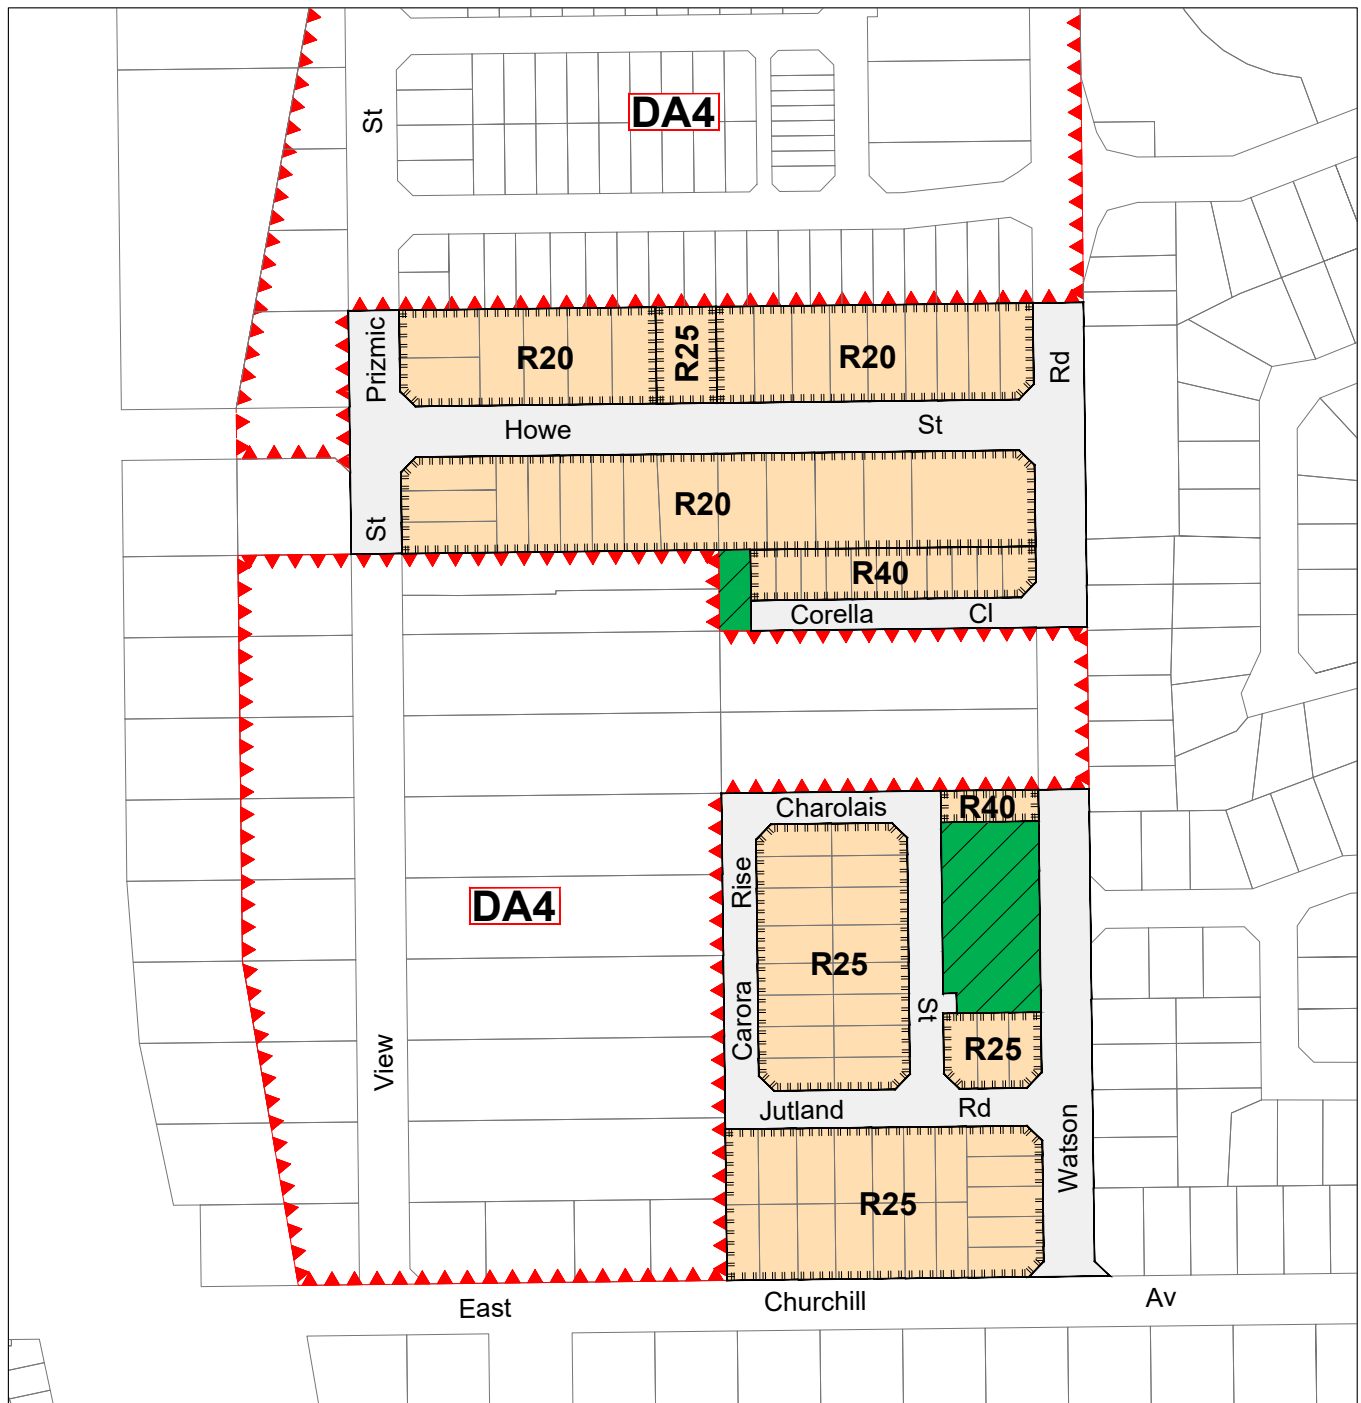 St
DA4
Prizmic
R20
R25
R20
Rd
Howe
St
St
R20
R40
Corella
Cl
Charolais
R40
Rise
DA4
R25
Carora
St
R25
View
Jutland
Rd
Watson
R25
East
Churchill
Av